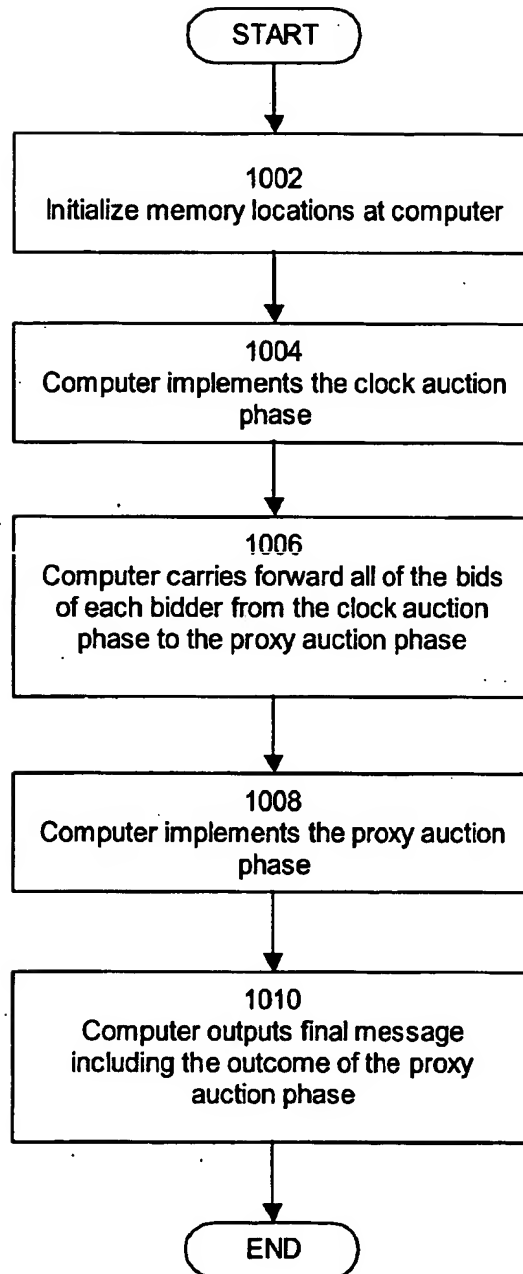 START
1002
Initialize memory locations at computer
1004
Computer implements the clock auction
phase
1006
Computer carries forward all of the bids
of each bidder from the clock auction
phase to the proxy auction phase
1008
Computer implements the proxy auction
phase
1010
Computer outputs final message
including the outcome of the proxy
auction phase
END